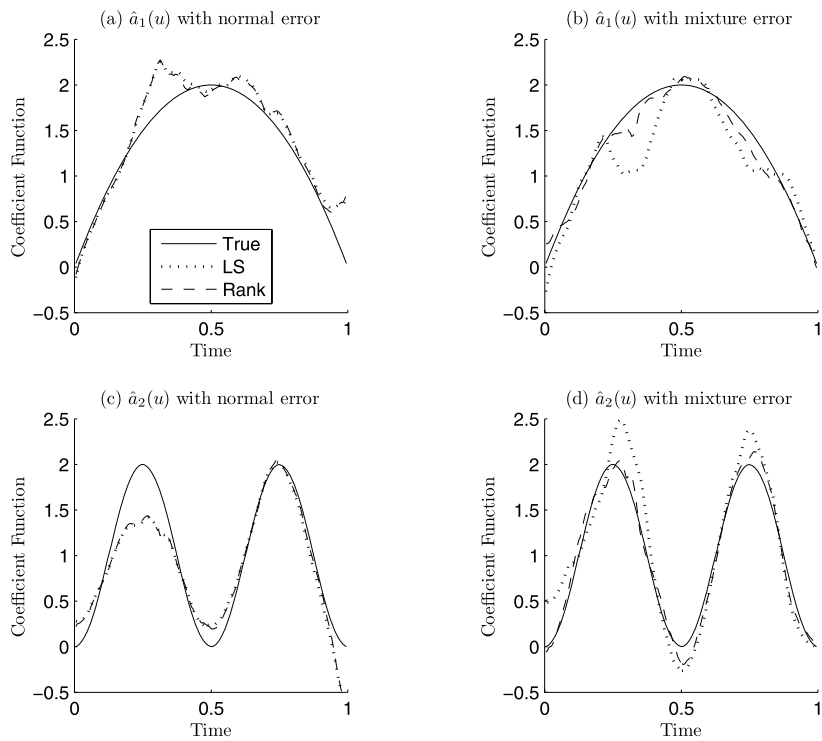 (a) â₁(u) with normal error
2.5
2
1.5
1
0.5
0
−0.5
Coefficient Function
True
LS
Rank
0
0.5
1
Time
(b) â₁(u) with mixture error
2.5
2
1.5
1
0.5
0
−0.5
Coefficient Function
0
0.5
1
Time
(c) â₂(u) with normal error
2.5
2
1.5
1
0.5
0
−0.5
Coefficient Function
0
0.5
1
Time
(d) â₂(u) with mixture error
2.5
2
1.5
1
0.5
0
−0.5
Coefficient Function
0
0.5
1
Time